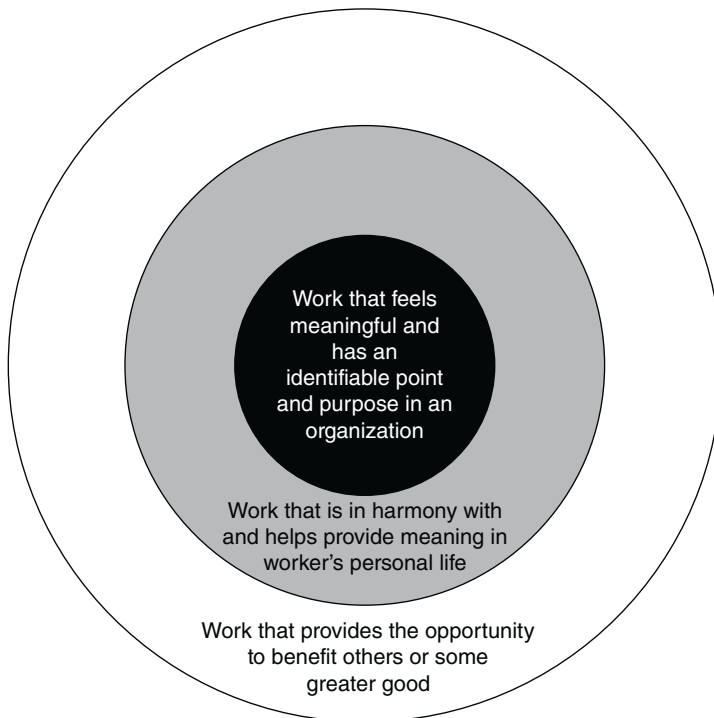 Work that feels
meaningful and
has an
identifiable point
and purpose in an
organization
Work that is in harmony with
and helps provide meaning in
worker’s personal life
Work that provides the opportunity
to benefit others or some
greater good